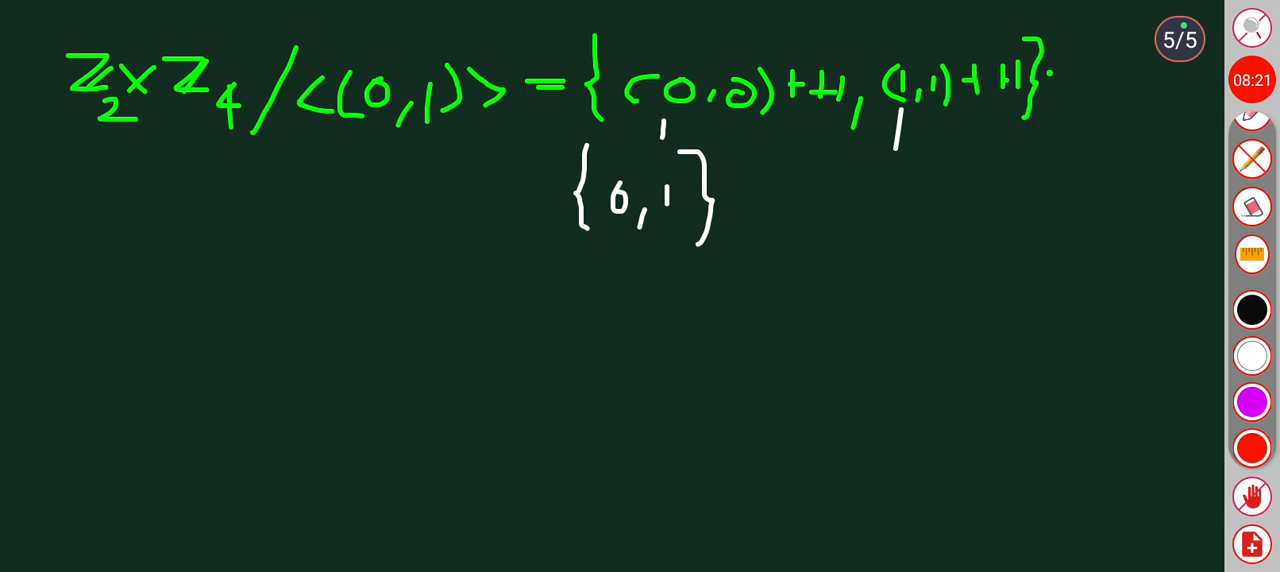 5/5
08:21
Z₂ × Z₄ / <(0,1)> = { (0,0)+H, (1,1)+H}.
{ 0, 1 }